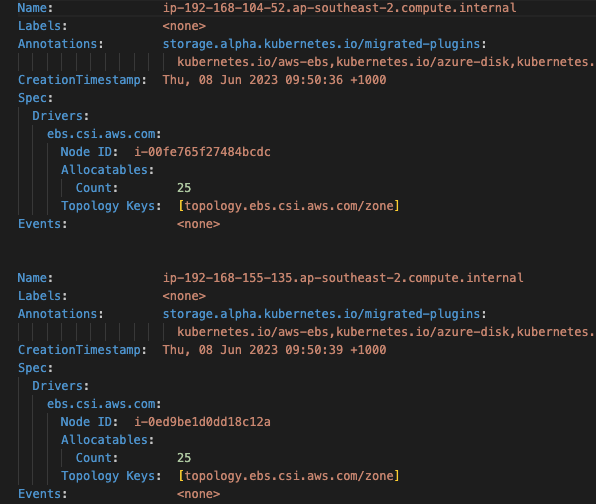 Name: ip-192-168-104-52.ap-southeast-2.compute.internal
Labels: <none>
Annotations: storage.alpha.kubernetes.io/migrated-plugins:
kubernetes.io/aws-ebs,kubernetes.io/azure-disk,kubernetes.
CreationTimestamp: Thu, 08 Jun 2023 09:50:36 +1000
Spec:
Drivers:
ebs.csi.aws.com:
Node ID: i-00fe765f27484bcdc
Allocatables:
Count: 25
Topology Keys: [topology.ebs.csi.aws.com/zone]
Events: <none>
Name: ip-192-168-155-135.ap-southeast-2.compute.internal
Labels: <none>
Annotations: storage.alpha.kubernetes.io/migrated-plugins:
kubernetes.io/aws-ebs,kubernetes.io/azure-disk,kubernetes.
CreationTimestamp: Thu, 08 Jun 2023 09:50:39 +1000
Spec:
Drivers:
ebs.csi.aws.com:
Node ID: i-0ed9be1d0dd18c12a
Allocatables:
Count: 25
Topology Keys: [topology.ebs.csi.aws.com/zone]
Events: <none>